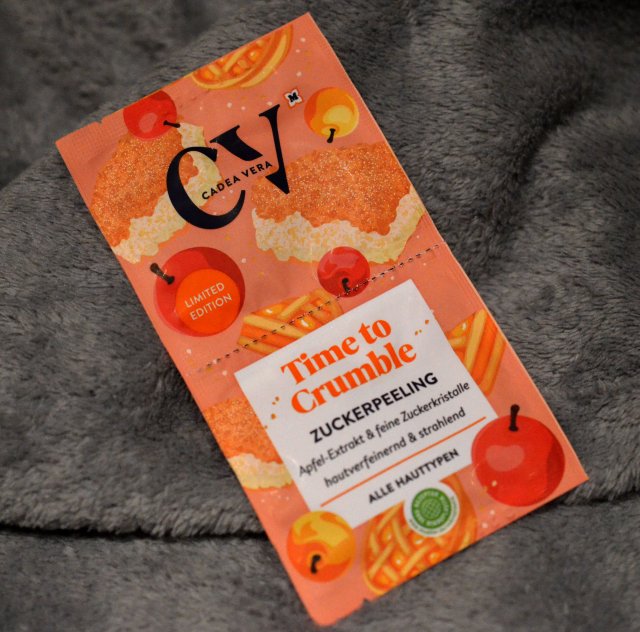 CV
CADEA VERA
LIMITED
EDITION
Time to
Crumble
ZUCKERPEELING
Apfel-Extrakt & feine Zuckerkristalle
hautverfeinernd & strahlend
ALLE HAUTTYPEN